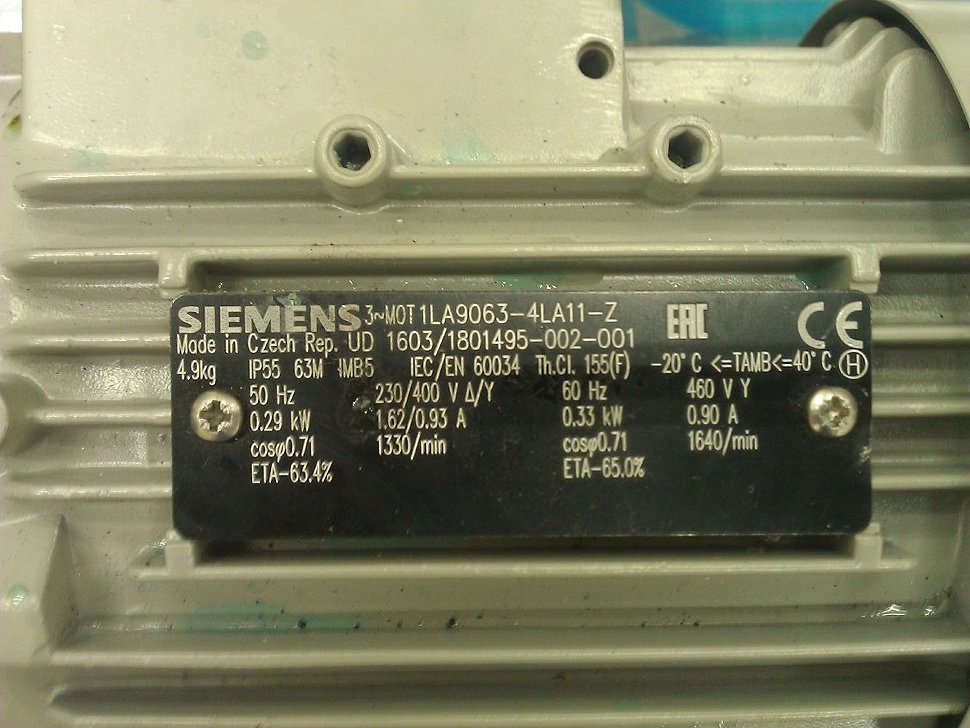 SIEMENS 3~MOT 1LA9063-4LA11-Z EAC CE
Made in Czech Rep. UD 1603/1801495-002-001
4.9kg IP55 63M IMB5 IEC/EN 60034 Th.Cl. 155(F) -20°C <=TAMB<=40°C H
50 Hz 230/400 V Δ/Y 60 Hz 460 V Y
0.29 kW 1.62/0.93 A 0.33 kW 0.90 A
cosφ0.71 1330/min cosφ0.71 1640/min
ETA-63.4% ETA-65.0%